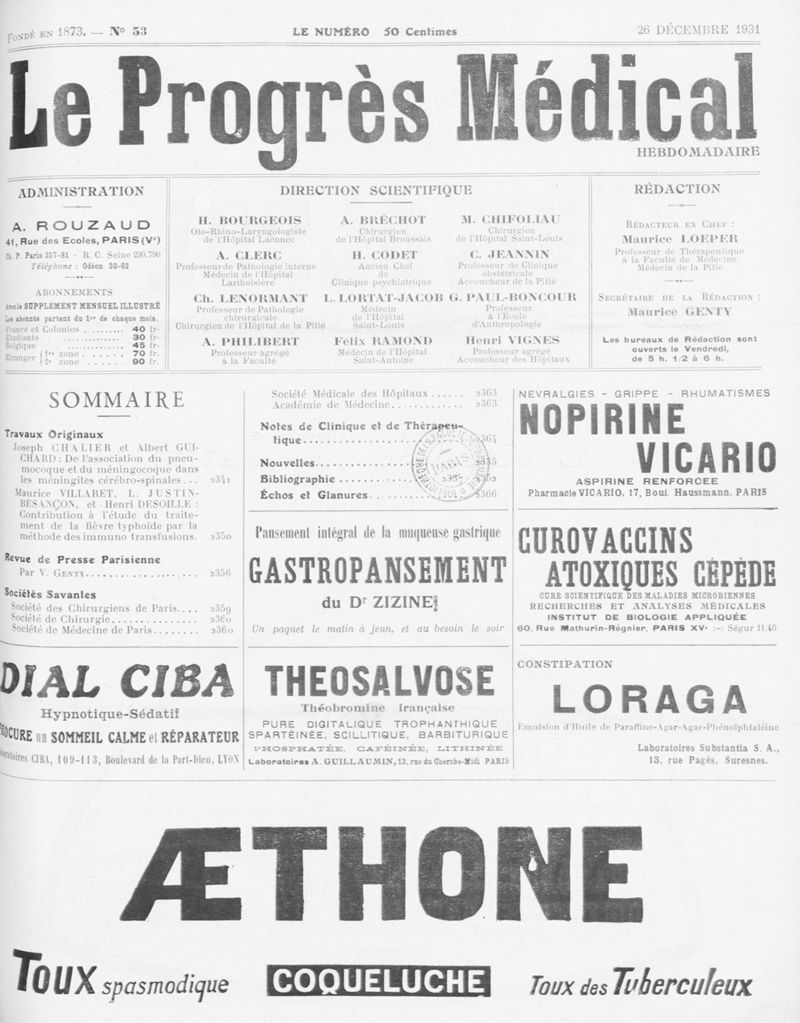 FONDÉ EN 1873. — Nº 53
LE NUMÉRO 50 Centimes
26 DÉCEMBRE 1931
Le Progrès Médical
HEBDOMADAIRE
ADMINISTRATION
A. ROUZAUD
41, Rue des Ecoles, PARIS (Vᵉ)
Ch. P. Paris 357-81 - R.C. Seine 230.790
Téléphone : Odéon 30-03
ABONNEMENTS
Avec le SUPPLÉMENT MENSUEL ILLUSTRÉ
Les abonnts partent du 1ᵉʳ de chaque mois.
France et Colonies ......... 40 fr.
Etudiants ............. 30 fr.
Belgique ............. 45 fr.
Etranger { 1ʳᵉ zone ...... 70 fr.
2ᵉ zone ...... 90 fr.
DIRECTION SCIENTIFIQUE
H. BOURGEOIS
Oto-Rhino-Laryngologiste
de l'Hôpital Laënnec
A. BRÉCHOT
Chirurgien
de l'Hôpital Broussais
M. CHIFOLIAU
Chirurgien
de l'Hôpital Saint-Louis
A. CLERC
Professeur de Pathologie interne
Médecin de l'Hôpital
Lariboisière
H. CODET
Ancien Chef
de
Clinique psychiatrique
C. JEANNIN
Professeur de Clinique
obstétricale
Accoucheur de la Pitié
Ch. LENORMANT
Professeur de Pathologie
chirurgicale
Chirurgien de l'Hôpital de la Pitié
L. LORTAT-JACOB
Médecin
de l'Hôpital
Saint-Louis
G. PAUL-BONCOUR
Professeur
à l'Ecole
d'Anthropologie
A. PHILIBERT
Professeur agrégé
à la Faculté
Félix RAMOND
Médecin de l'Hôpital
Saint-Antoine
Henri VIGNES
Professeur agrégé
Accoucheur des Hôpitaux
RÉDACTION
RÉDACTEUR EN CHEF :
Maurice LOEPER
Professeur de Thérapeutique
à la Faculté de Médecine
Médecin de la Pitié
SECRÉTAIRE DE LA RÉDACTION :
Maurice GENTY
Les bureaux de Rédaction sont
ouverts le Vendredi,
de 5 h. 1/2 à 6 h.
SOMMAIRE
Travaux Originaux
Joseph CHALIER et Albert GUI-
CHARD : De l'association du pneu-
mocoque et du méningocoque dans
les méningites cérébro-spinales... 2341
Maurice VILLARET, L. JUSTIN-
BESANÇON, et Henri DESOILLE :
Contribution à l'étude du traite-
ment de la fièvre typhoïde par la
méthode des immuno transfusions. 2350
Revue de Presse Parisienne
Par V. GENTY.................... 2356
Sociétés Savantes
Société des Chirurgiens de Paris.... 2359
Société de Chirurgie................ 2360
Société de Médecine de Paris........ 2360
Société Médicale des Hôpitaux...... 2363
Académie de Médecine............. 2363
Notes de Clinique et de Thérapeu-
tique.................... 2364
Nouvelles................
Bibliographie
Échos et Glanures........ 2366
PARIS
NEVRALGIES - GRIPPE - RHUMATISMES
NOPIRINE
VICARIO
ASPIRINE RENFORCEE
Pharmacie VICARIO, 17, Boul. Haussmann, PARIS
Pansement intégral de la muqueuse gastrique
GASTROPANSEMENT
du Dʳ ZIZINE
Un paquet le matin à jeun, et au besoin le soir
CUROVACCINS
ATOXIQUES CÉPÈDE
CURE SCIENTIFIQUE DES MALADIES MICROBIENNES
RECHERCHES ET ANALYSES MÉDICALES
INSTITUT DE BIOLOGIE APPLIQUÉE
60, Rue Mathurin-Régnier, PARIS XVᵉ :-: Ségur 11.40
DIAL CIBA
Hypnotique-Sédatif
PROCURE UN SOMMEIL CALME et RÉPARATEUR
Laboratoires CIBA, 109-113, Boulevard de la Part-Dieu, LYON
THEOSALVOSE
Théobromine française
PURE DIGITALIQUE TROPHANTHIQUE
SPARTÉINÉE, SCILLITIQUE, BARBITURIQUE
PHOSPHATÉE, CAFÉINÉE, LITHINÉE
Laboratoires A. GUILLAUMIN, 13, rue du Cherche-Midi PARIS
CONSTIPATION
LORAGA
Emulsion d'Huile de Paraffine-Agar-Agar-Phénolphtaléine
Laboratoires Substantia S. A.,
13, rue Pagès, Suresnes.
ÆTHONE
Toux spasmodique
COQUELUCHE
Toux des Tuberculeux